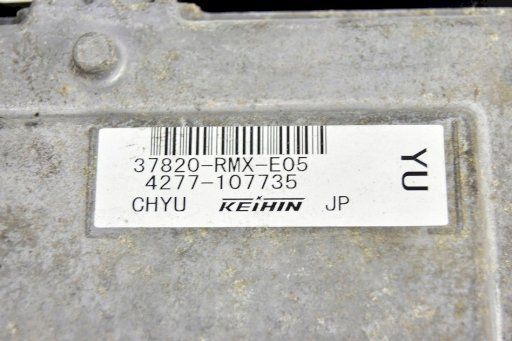 37820-RMX-E05
4277-107735
CHYU KEIHIN JP
YU